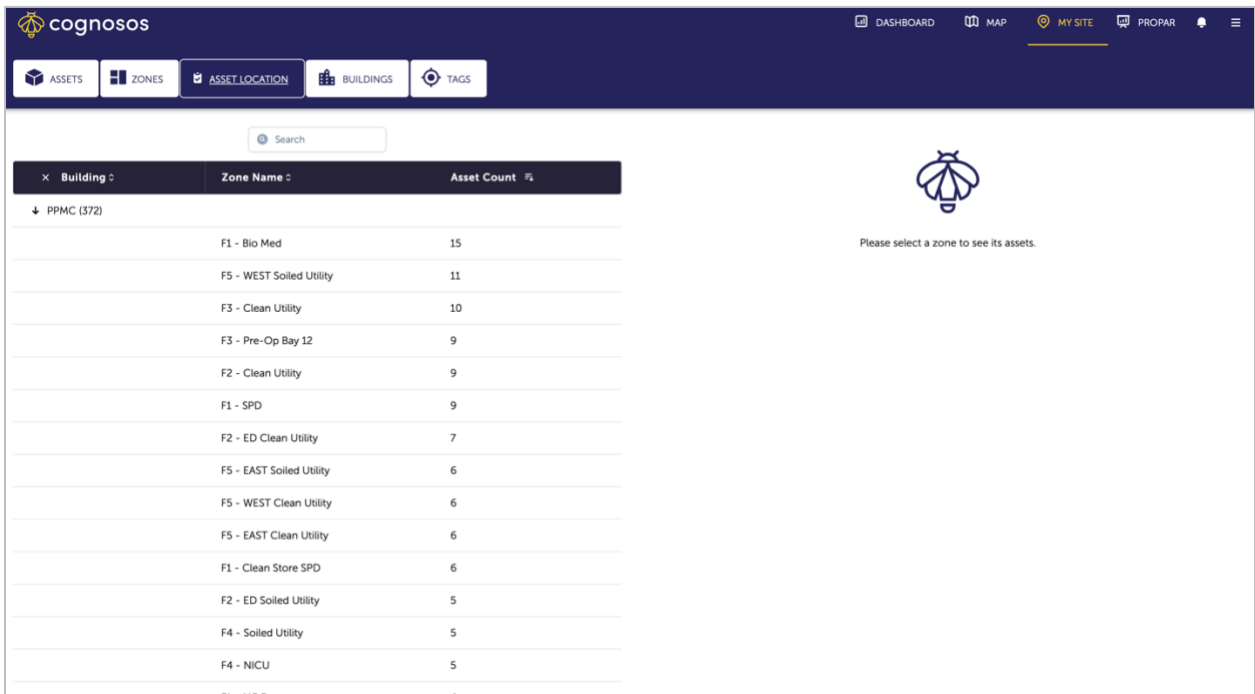 cognosos
DASHBOARD MAP MY SITE PROPAR
ASSETS ZONES ASSET LOCATION BUILDINGS TAGS
Search
Building Zone Name Asset Count
PPMC (372)
F1 - Bio Med 15
F5 - WEST Soiled Utility 11
F3 - Clean Utility 10
F3 - Pre-Op Bay 12 9
F2 - Clean Utility 9
F1 - SPD 9
F2 - ED Clean Utility 7
F5 - EAST Soiled Utility 6
F5 - WEST Clean Utility 6
F5 - EAST Clean Utility 6
F1 - Clean Store SPD 6
F2 - ED Soiled Utility 5
F4 - Soiled Utility 5
F4 - NICU 5
Please select a zone to see its assets.